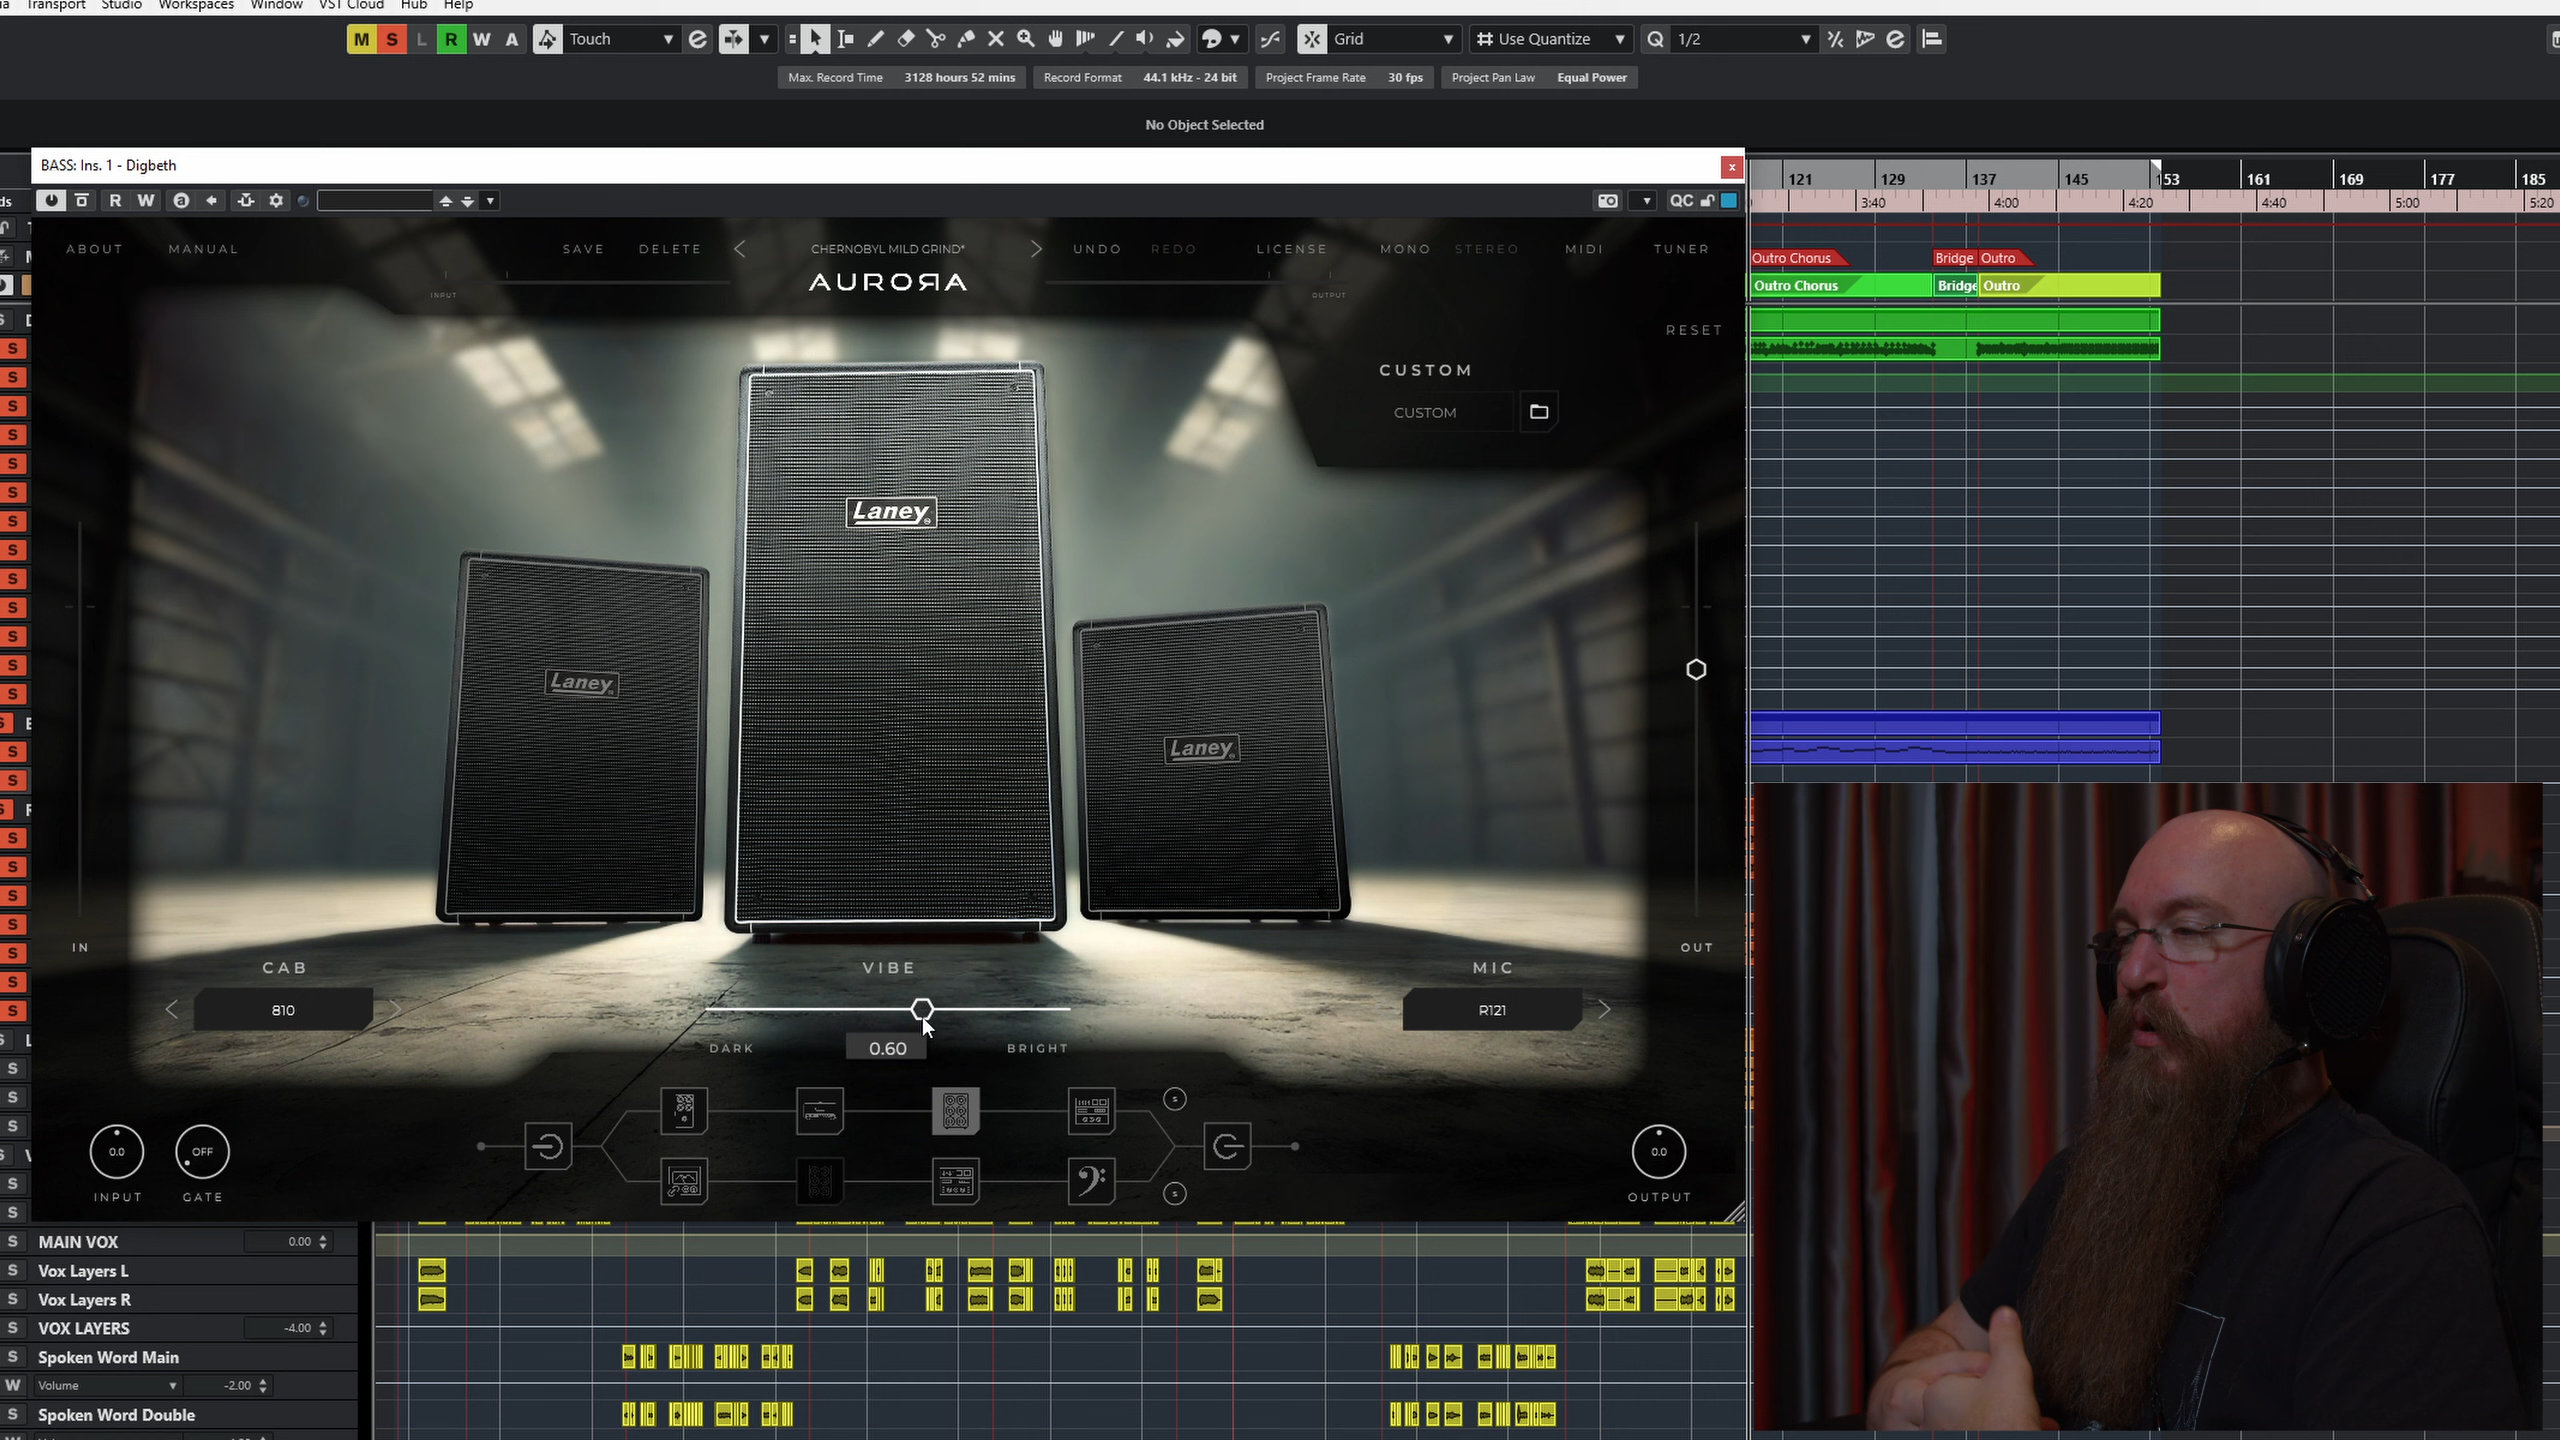 Transport Studio Workspaces Window VST Cloud Hub Help
M S L R W A Touch Grid Use Quantize Q 1/2
Max. Record Time 3128 hours 52 mins Record Format 44.1 kHz - 24 bit Project Frame Rate 30 fps Project Pan Law Equal Power
No Object Selected
BASS: Ins. 1 - Digbeth
R W QC
121 129 137 145 153 161 169 177 185
3:40 4:00 4:20 4:40 5:00 5:20
ABOUT MANUAL SAVE DELETE CHERNOBYL MILD GRIND* UNDO REDO LICENSE MONO STEREO MIDI TUNER
AURORA
INPUT OUTPUT
Outro Chorus Bridge Outro
Outro Chorus Bridge Outro
RESET
CUSTOM
CUSTOM
Laney
Laney
Laney
IN OUT
CAB VIBE MIC
810 R121
DARK 0.60 BRIGHT
S
0.0 OFF 0.0
INPUT GATE OUTPUT
S
S MAIN VOX 0.00
S Vox Layers L
S Vox Layers R
S VOX LAYERS -4.00
S Spoken Word Main
W Volume -2.00
S Spoken Word Double